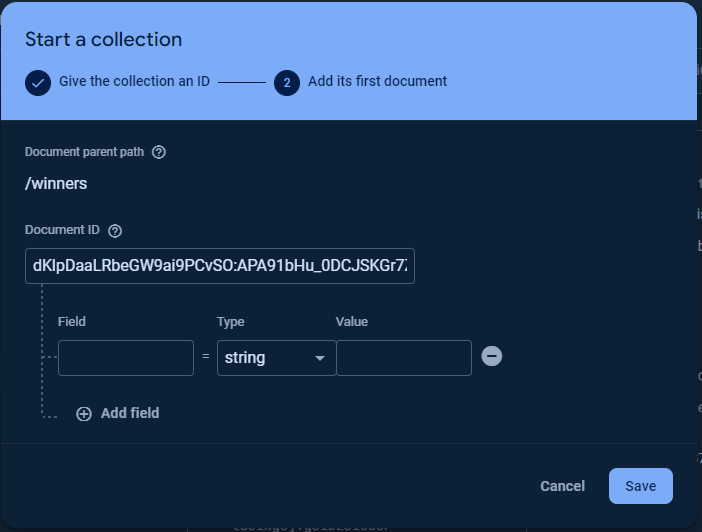 Start a collection
Give the collection an ID
2 Add its first document
Document parent path
/winners
Document ID
dKlpDaaLRbeGW9ai9PCvSO:APA91bHu_0DCJSKGr7
Field Type Value
= string
Add field
Cancel Save